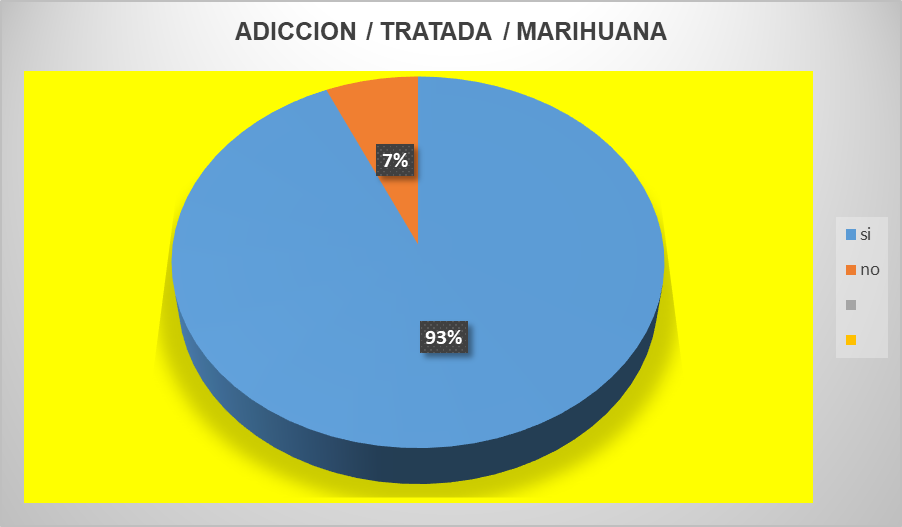 ADICCION / TRATADA / MARIHUANA
7%
93%
si
no